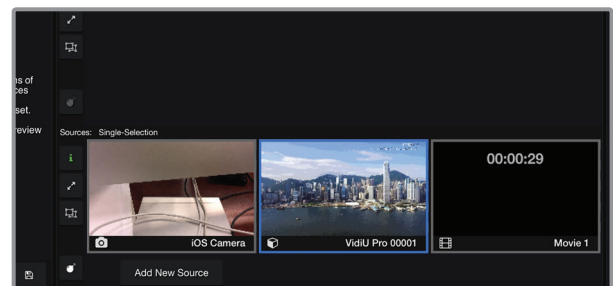 ns of
ces
set.
review
Sources: Single-Selection
i
00:00:29
iOS Camera
VidiU Pro 00001
Movie 1
Add New Source